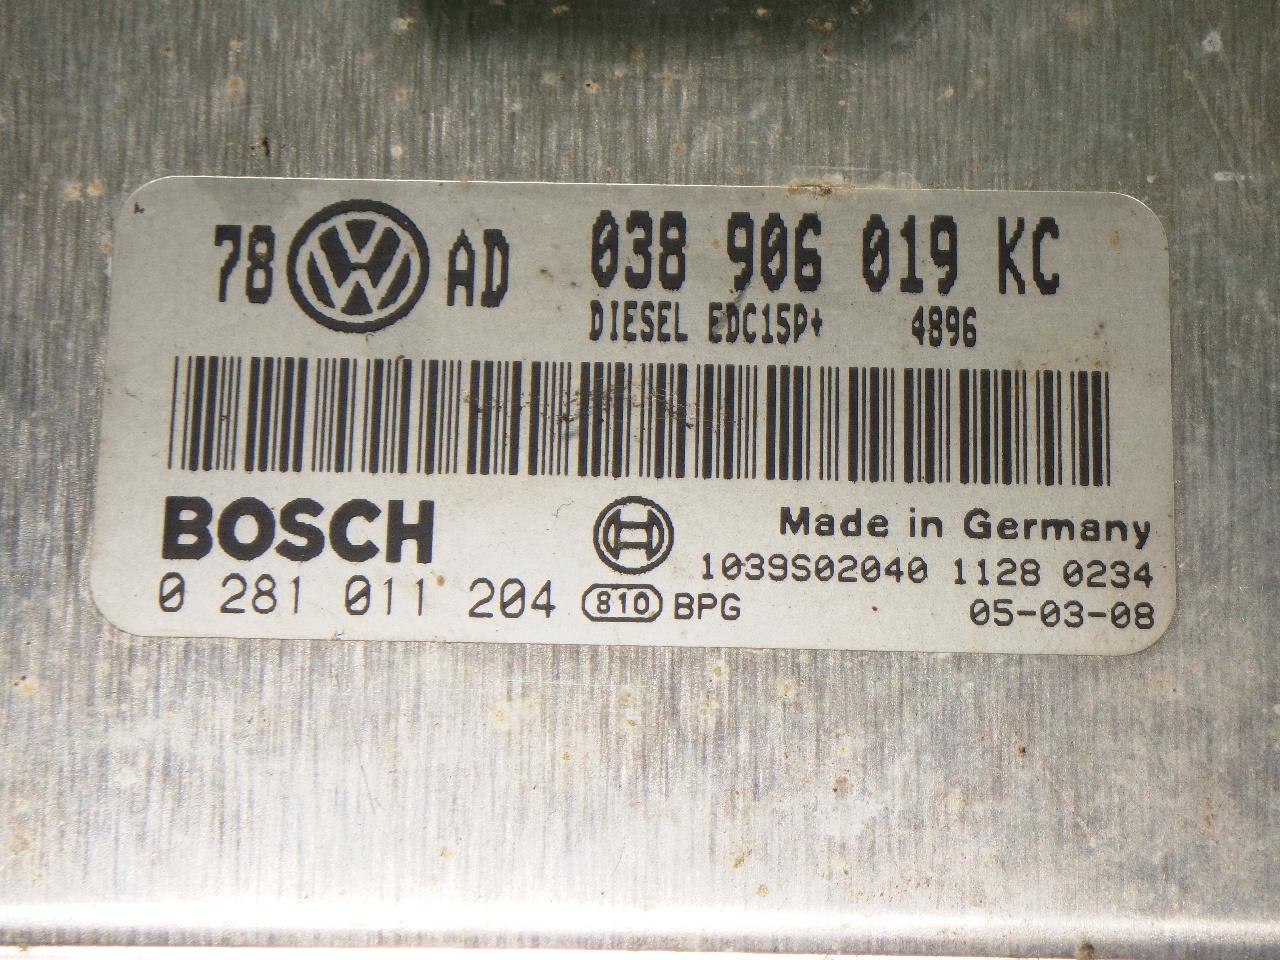 78 AD 038 906 019 KC
DIESEL EDC15P+ 4896
BOSCH Made in Germany
1039S02040 1128 0234
0 281 011 204 810 BPG 05-03-08